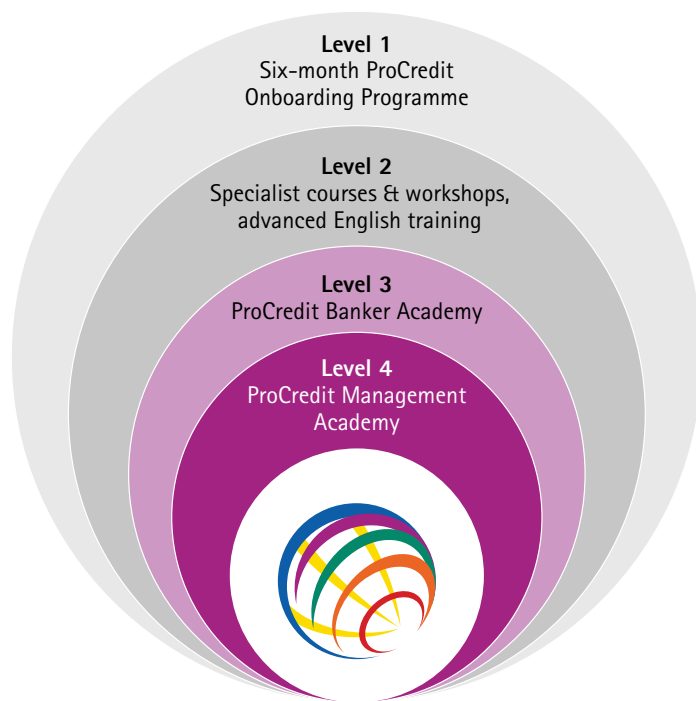 Level 1
Six-month ProCredit
Onboarding Programme
Level 2
Specialist courses & workshops,
advanced English training
Level 3
ProCredit Banker Academy
Level 4
ProCredit Management
Academy